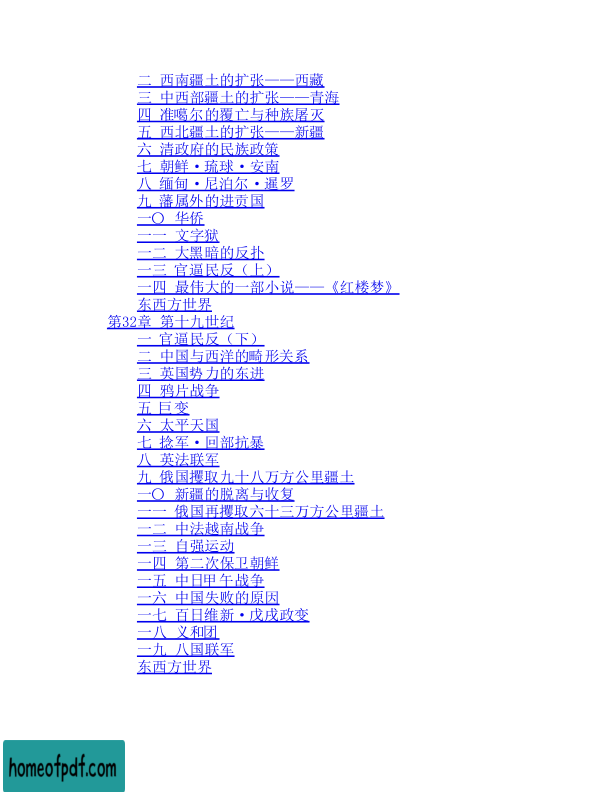 二 西南疆土的扩张——西藏
三 中西部疆土的扩张——青海
四 准噶尔的覆亡与种族屠灭
五 西北疆土的扩张——新疆
六 清政府的民族政策
七 朝鲜·琉球·安南
八 缅甸·尼泊尔·暹罗
九 藩属外的进贡国
一〇 华侨
一一 文字狱
一二 大黑暗的反扑
一三 官逼民反（上）
一四 最伟大的一部小说——《红楼梦》
东西方世界
第32章 第十九世纪
一 官逼民反（下）
二 中国与西洋的畸形关系
三 英国势力的东进
四 鸦片战争
五 巨变
六 太平天国
七 捻军·回部抗暴
八 英法联军
九 俄国攫取九十八万方公里疆土
一〇 新疆的脱离与收复
一一 俄国再攫取六十三万方公里疆土
一二 中法越南战争
一三 自强运动
一四 第二次保卫朝鲜
一五 中日甲午战争
一六 中国失败的原因
一七 百日维新·戊戌政变
一八 义和团
一九 八国联军
东西方世界
homeofpdf.com